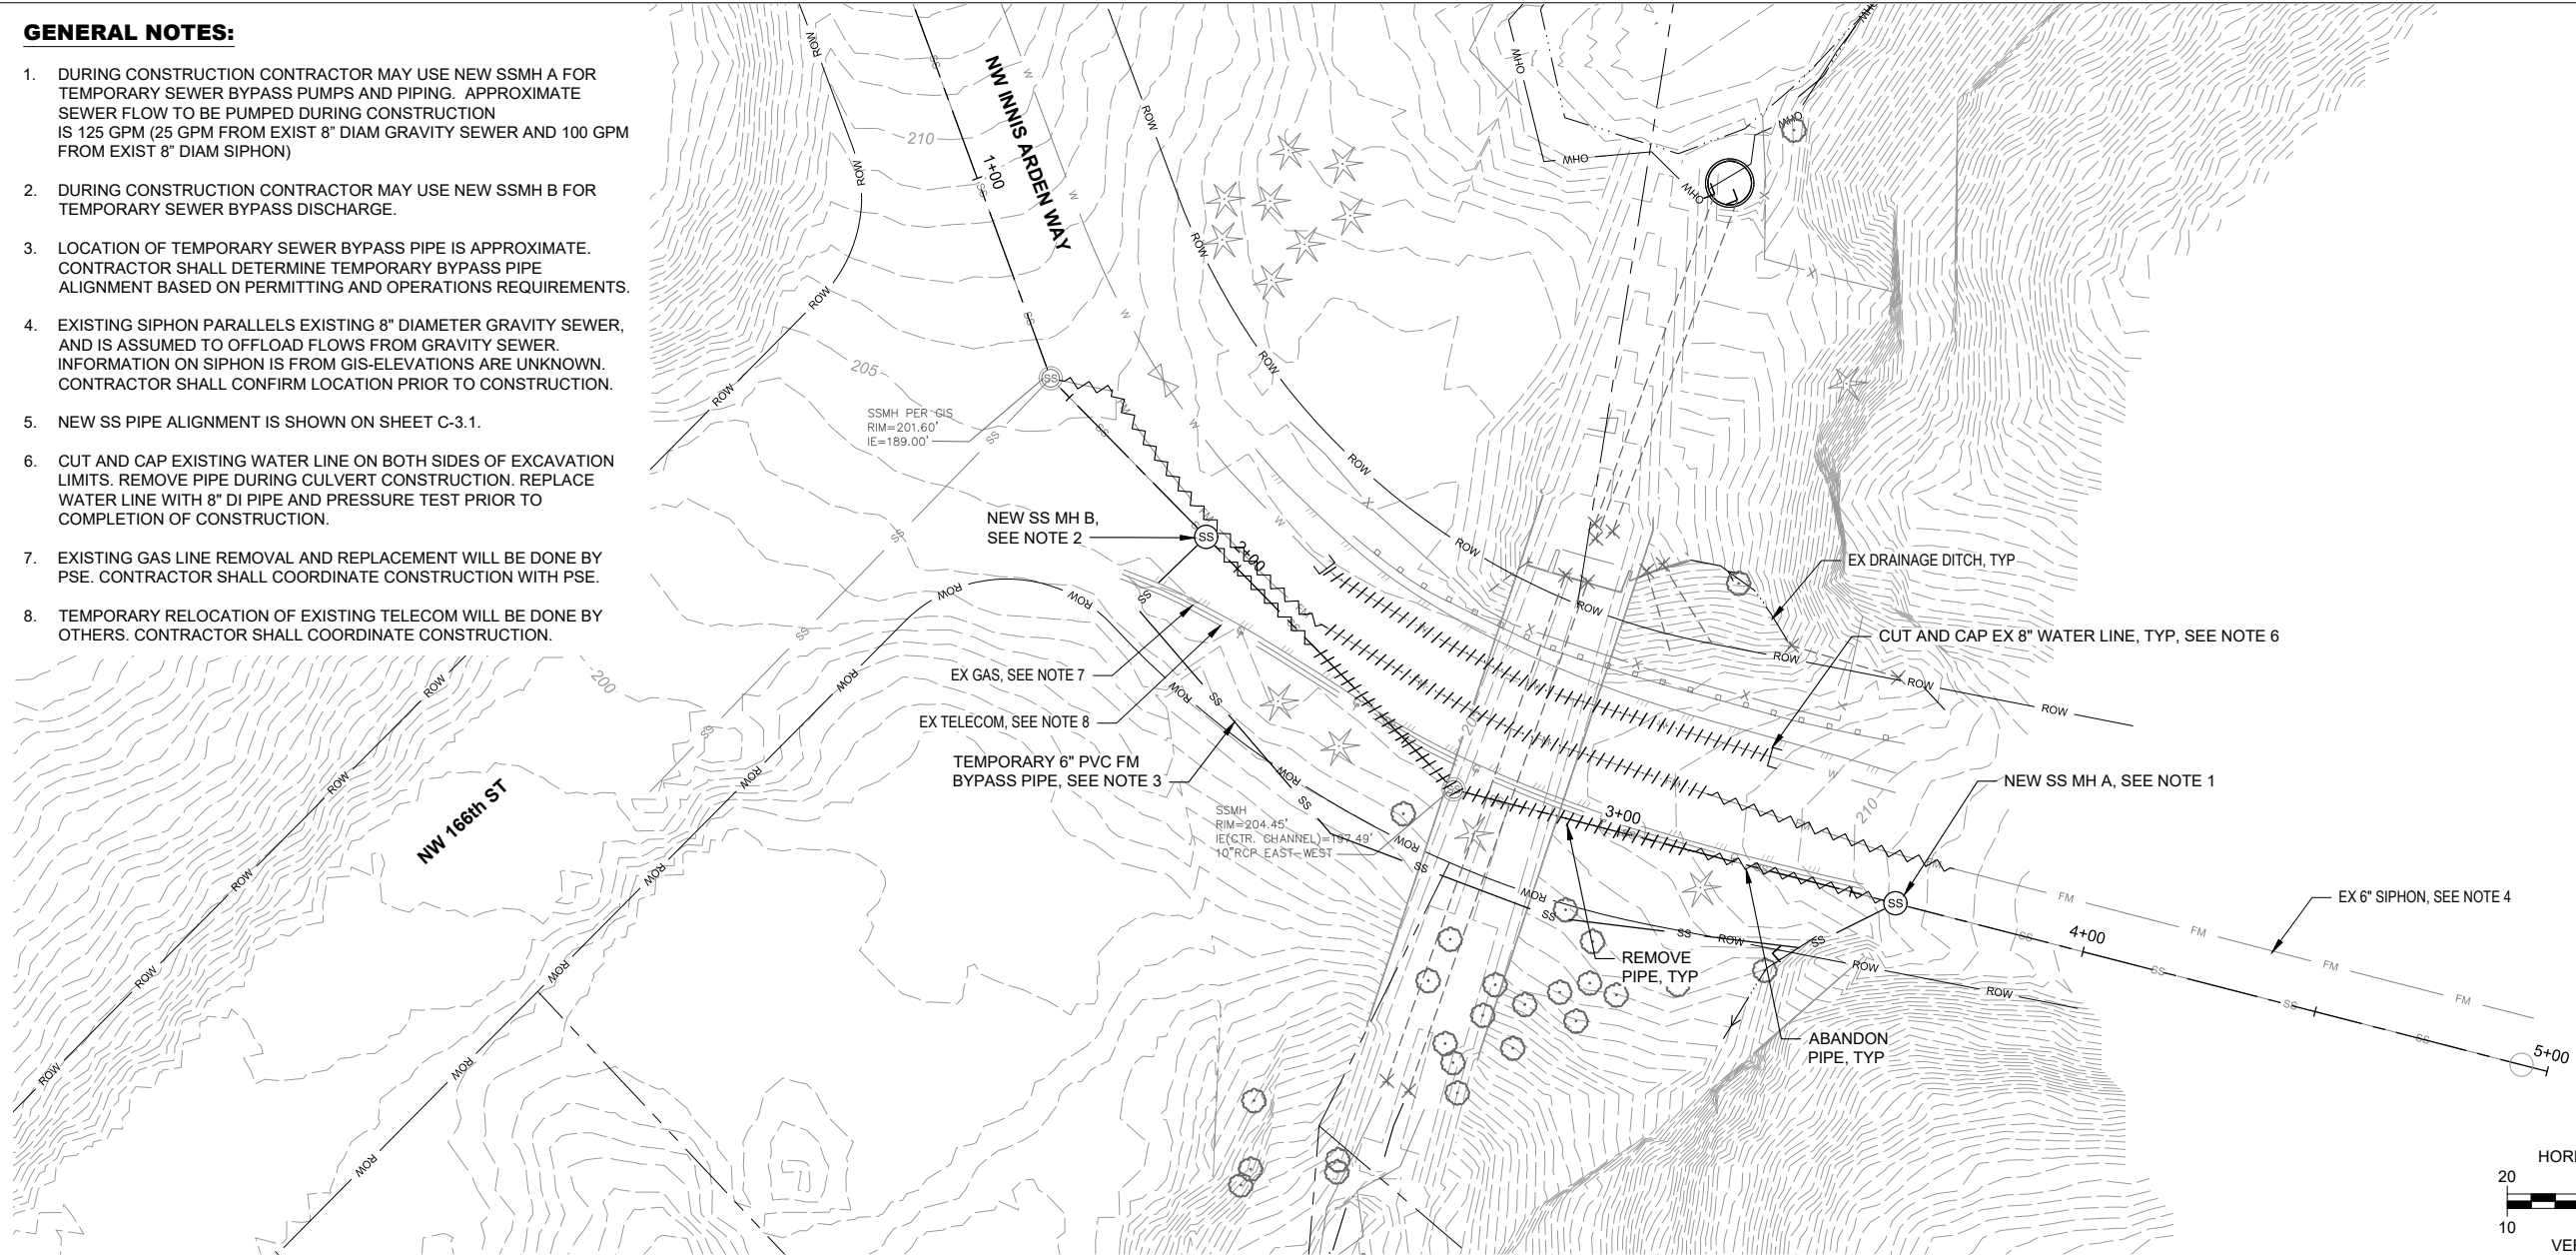 GENERAL NOTES:
1. DURING CONSTRUCTION CONTRACTOR MAY USE NEW SSMH A FOR
TEMPORARY SEWER BYPASS PUMPS AND PIPING. APPROXIMATE
SEWER FLOW TO BE PUMPED DURING CONSTRUCTION
IS 125 GPM (25 GPM FROM EXIST 8" DIAM GRAVITY SEWER AND 100 GPM
FROM EXIST 8" DIAM SIPHON)
2. DURING CONSTRUCTION CONTRACTOR MAY USE NEW SSMH B FOR
TEMPORARY SEWER BYPASS DISCHARGE.
3. LOCATION OF TEMPORARY SEWER BYPASS PIPE IS APPROXIMATE.
CONTRACTOR SHALL DETERMINE TEMPORARY BYPASS PIPE
ALIGNMENT BASED ON PERMITTING AND OPERATIONS REQUIREMENTS.
4. EXISTING SIPHON PARALLELS EXISTING 8" DIAMETER GRAVITY SEWER,
AND IS ASSUMED TO OFFLOAD FLOWS FROM GRAVITY SEWER.
INFORMATION ON SIPHON IS FROM GIS-ELEVATIONS ARE UNKNOWN.
CONTRACTOR SHALL CONFIRM LOCATION PRIOR TO CONSTRUCTION.
5. NEW SS PIPE ALIGNMENT IS SHOWN ON SHEET C-3.1.
6. CUT AND CAP EXISTING WATER LINE ON BOTH SIDES OF EXCAVATION
LIMITS. REMOVE PIPE DURING CULVERT CONSTRUCTION. REPLACE
WATER LINE WITH 8" DI PIPE AND PRESSURE TEST PRIOR TO
COMPLETION OF CONSTRUCTION.
7. EXISTING GAS LINE REMOVAL AND REPLACEMENT WILL BE DONE BY
PSE. CONTRACTOR SHALL COORDINATE CONSTRUCTION WITH PSE.
8. TEMPORARY RELOCATION OF EXISTING TELECOM WILL BE DONE BY
OTHERS. CONTRACTOR SHALL COORDINATE CONSTRUCTION.
NW INNIS ARDEN WAY
1+00
210
205
SSMH PER GIS
RIM=201.60'
IE=189.00'
NEW SS MH B,
SEE NOTE 2
2+00
EX DRAINAGE DITCH, TYP
CUT AND CAP EX 8" WATER LINE, TYP, SEE NOTE 6
EX GAS, SEE NOTE 7
EX TELECOM, SEE NOTE 8
TEMPORARY 6" PVC FM
BYPASS PIPE, SEE NOTE 3
200
NW 166th ST
SSMH
RIM=204.45'
IE(CTR. CHANNEL)=197.49'
10"RCP EAST-WEST
3+00
210
NEW SS MH A, SEE NOTE 1
EX 6" SIPHON, SEE NOTE 4
4+00
REMOVE
PIPE, TYP
ABANDON
PIPE, TYP
5+00
ROW
ROW
ROW
ROW
SS
SS
SS
W
W
FM
FM
FM
FM
OHW
OHW
OHW
20
10